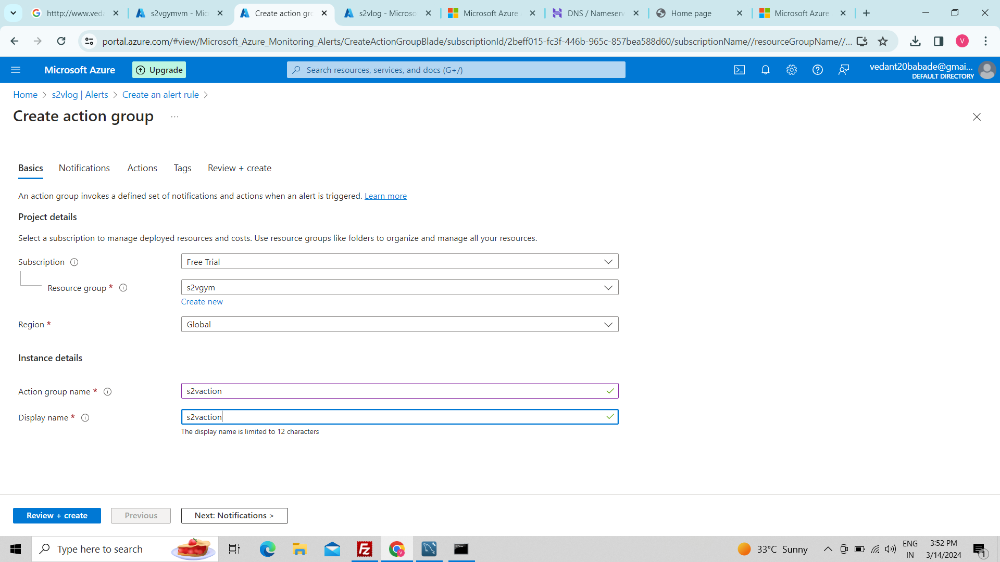 htttp://www.veda
s2vgymvm - Mic
Create action gro
s2vlog - Microso
Microsoft Azure
DNS / Nameserv
Home page
Microsoft Azure
portal.azure.com/#view/Microsoft_Azure_Monitoring_Alerts/CreateActionGroupBlade/subscriptionId/2beff015-fc3f-446b-965c-857bea588d60/subscriptionName//resourceGroupName//...
V
Microsoft Azure
Upgrade
Search resources, services, and docs (G+/)
vedant20babade@gmai...
DEFAULT DIRECTORY
Home > s2vlog | Alerts > Create an alert rule >
Create action group ...
Basics Notifications Actions Tags Review + create
An action group invokes a defined set of notifications and actions when an alert is triggered. Learn more
Project details
Select a subscription to manage deployed resources and costs. Use resource groups like folders to organize and manage all your resources.
Subscription
Free Trial
Resource group *
s2vgym
Create new
Region *
Global
Instance details
Action group name *
s2vaction
Display name *
s2vaction
The display name is limited to 12 characters
Review + create
Previous
Next: Notifications >
Type here to search
Fz
V
33°C Sunny
ENG
IN
3:52 PM
3/14/2024
1